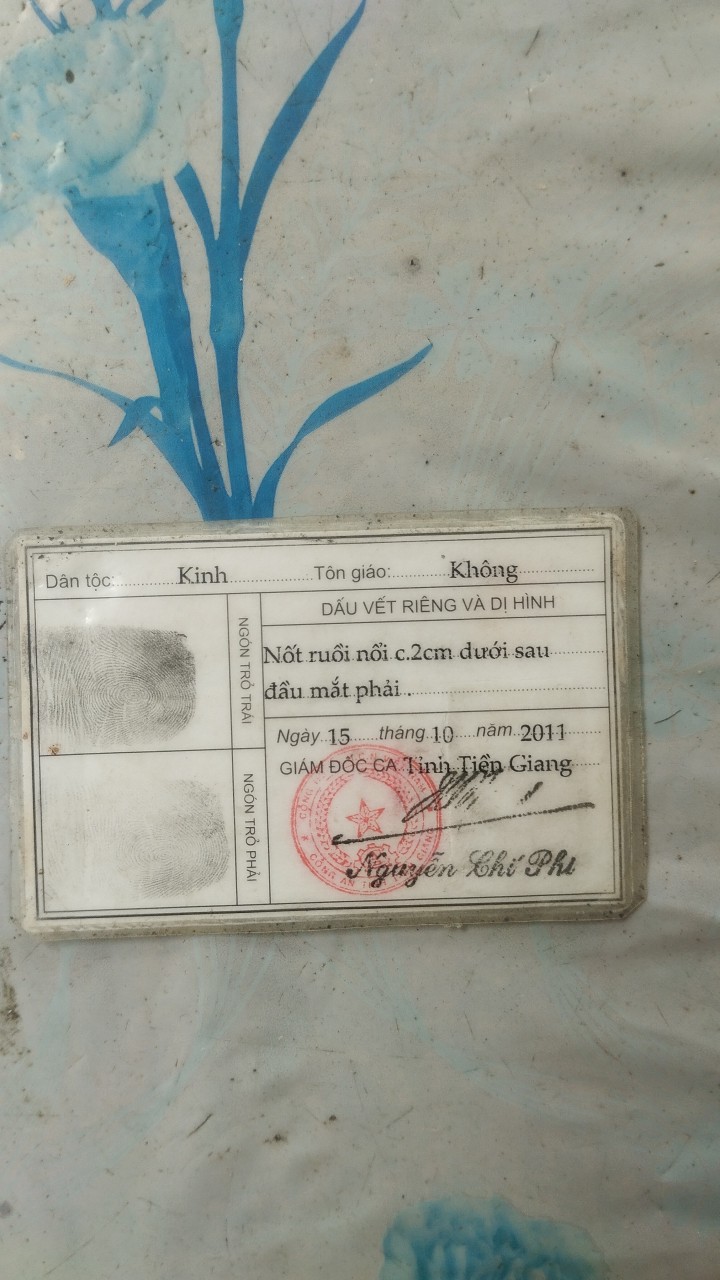 Dân tộc: Kinh Tôn giáo: Không
DẤU VẾT RIÊNG VÀ DỊ HÌNH
NGÓN TRỎ TRÁI
Nốt ruồi nổi c.2cm dưới sau
đầu mắt phải .
Ngày 15 tháng 10 năm 2011
GIÁM ĐỐC CA Tỉnh Tiền Giang
NGÓN TRỎ PHẢI
Nguyễn Chí Phi